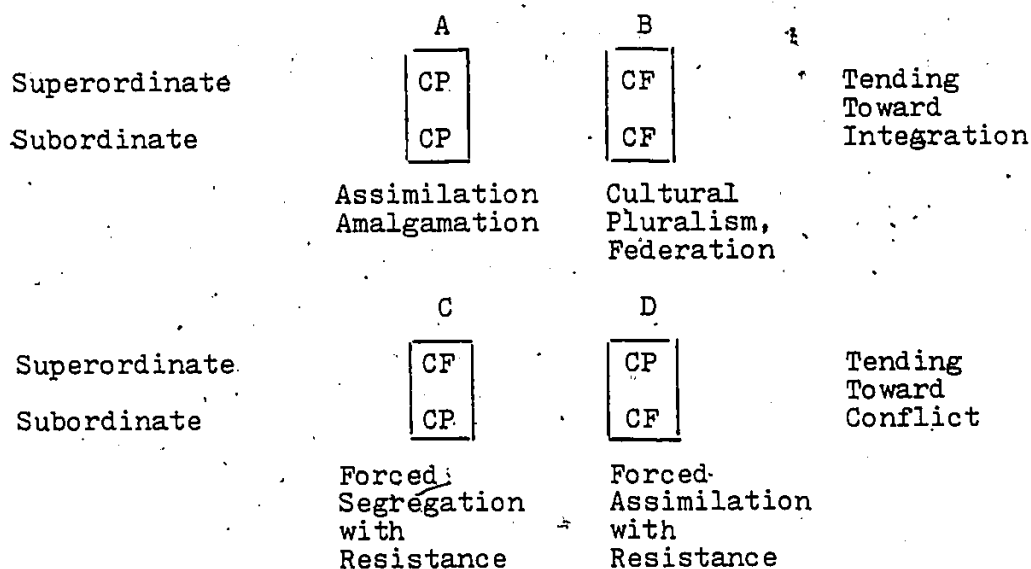 A B
Superordinate CP CF Tending
Toward
Subordinate CP CF Integration
Assimilation Cultural
Amalgamation Pluralism,
Federation
C D
Superordinate CF CP Tending
Toward
Subordinate CP CF Conflict
Forced Forced
Segregation Assimilation
with with
Resistance Resistance